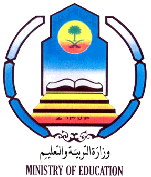 وزارة التربية والتعليم
MINISTRY OF EDUCATION